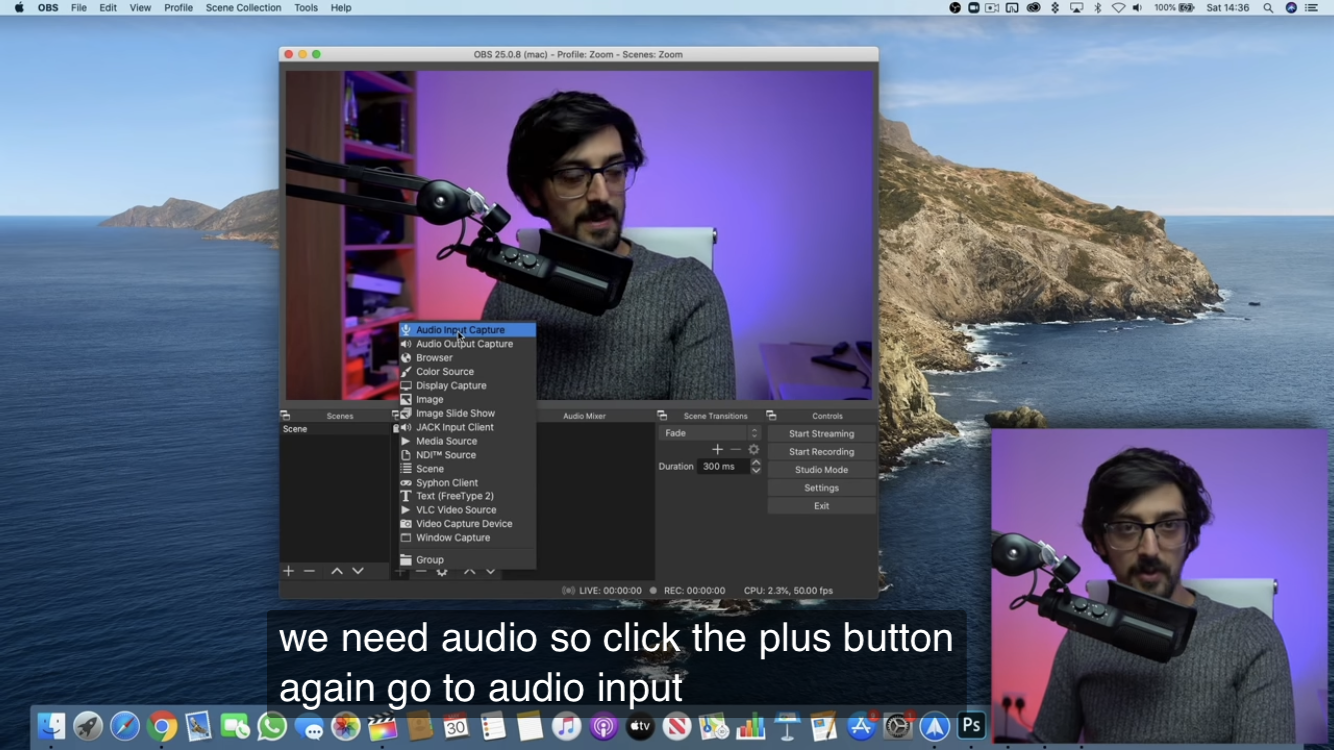 OBS File Edit View Profile Scene Collection Tools Help 100% Sat 14:36
OBS 25.0.8 (mac) - Profile: Zoom - Scenes: Zoom
Audio Input Capture
Audio Output Capture
Browser
Color Source
Display Capture
Image
Image Slide Show
JACK Input Client
Media Source
NDI™ Source
Scene
Syphon Client
Text (FreeType 2)
VLC Video Source
Video Capture Device
Window Capture
Group
Scenes
Scene
Audio Mixer
Scene Transitions
Fade
Duration 300 ms
Controls
Start Streaming
Start Recording
Studio Mode
Settings
Exit
LIVE: 00:00:00 REC: 00:00:00 CPU: 2.3%, 50.00 fps
we need audio so click the plus button
again go to audio input
30
tv
Ps